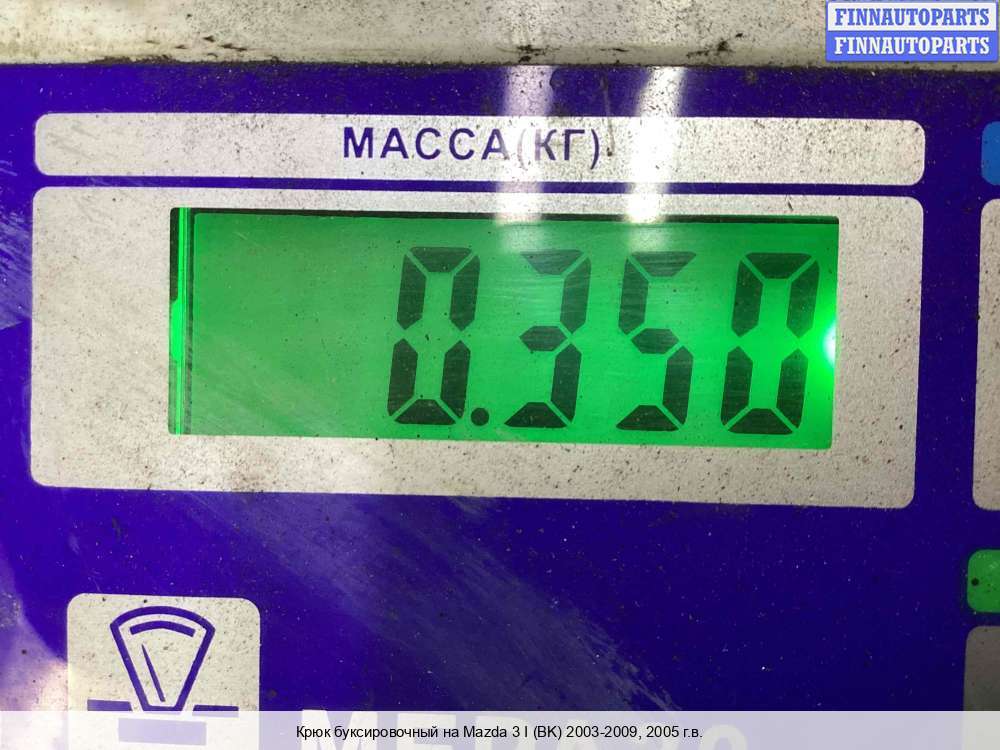 FINNAUTOPARTS
FINNAUTOPARTS
МАССА(КГ)
0.350
Крюк буксировочный на Mazda 3 I (BK) 2003-2009, 2005 г.в.